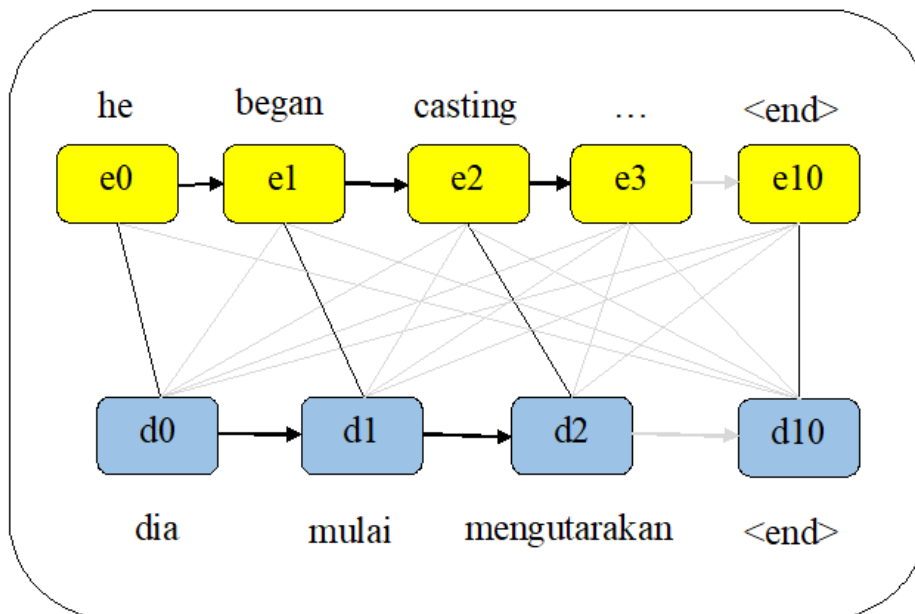 he began casting … <end>
e0 e1 e2 e3 e10
d0 d1 d2 d10
dia mulai mengutarakan <end>